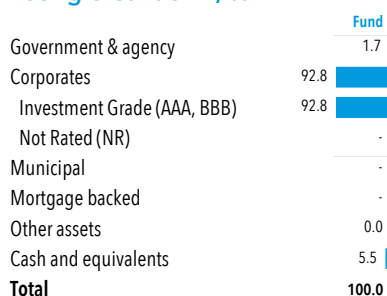 Fund
Government & agency 1.7
Corporates 92.8
Investment Grade (AAA, BBB) 92.8
Not Rated (NR) -
Municipal -
Mortgage backed -
Other assets 0.0
Cash and equivalents 5.5
Total 100.0